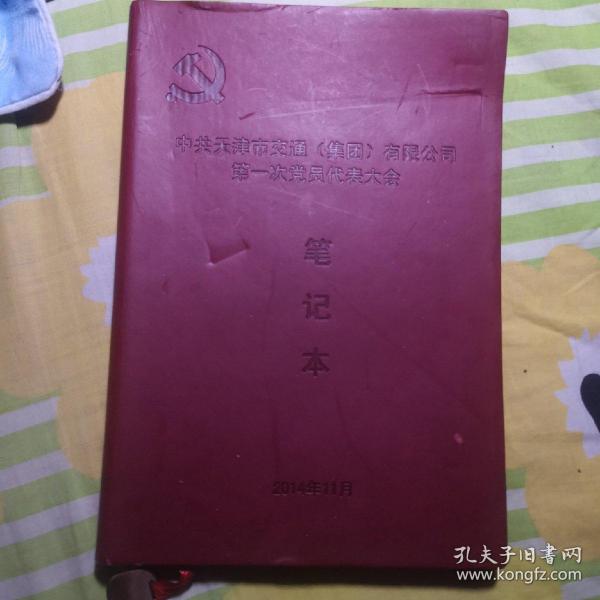 中共天津市交通（集团）有限公司
第一次党员代表大会
笔
记
本
2014年11月
孔夫子旧書网
www.kongfz.com